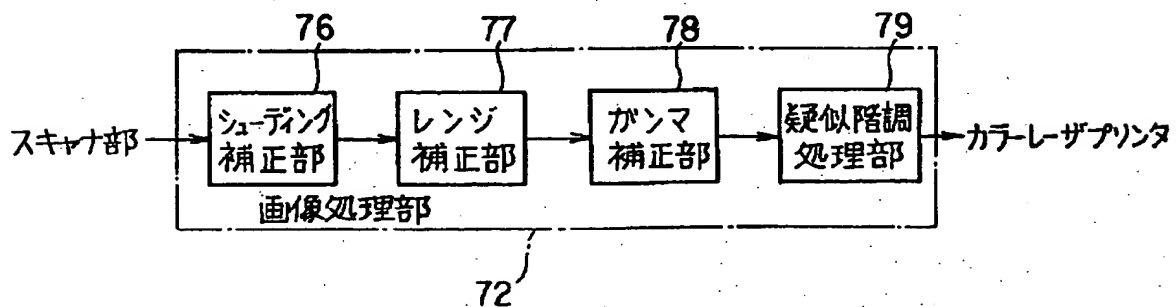 76
77
78
79
スキャナ部
シューディング
補正部
レンジ
補正部
ガンマ
補正部
疑似階調
処理部
カラーレーザプリンタ
画像処理部
72